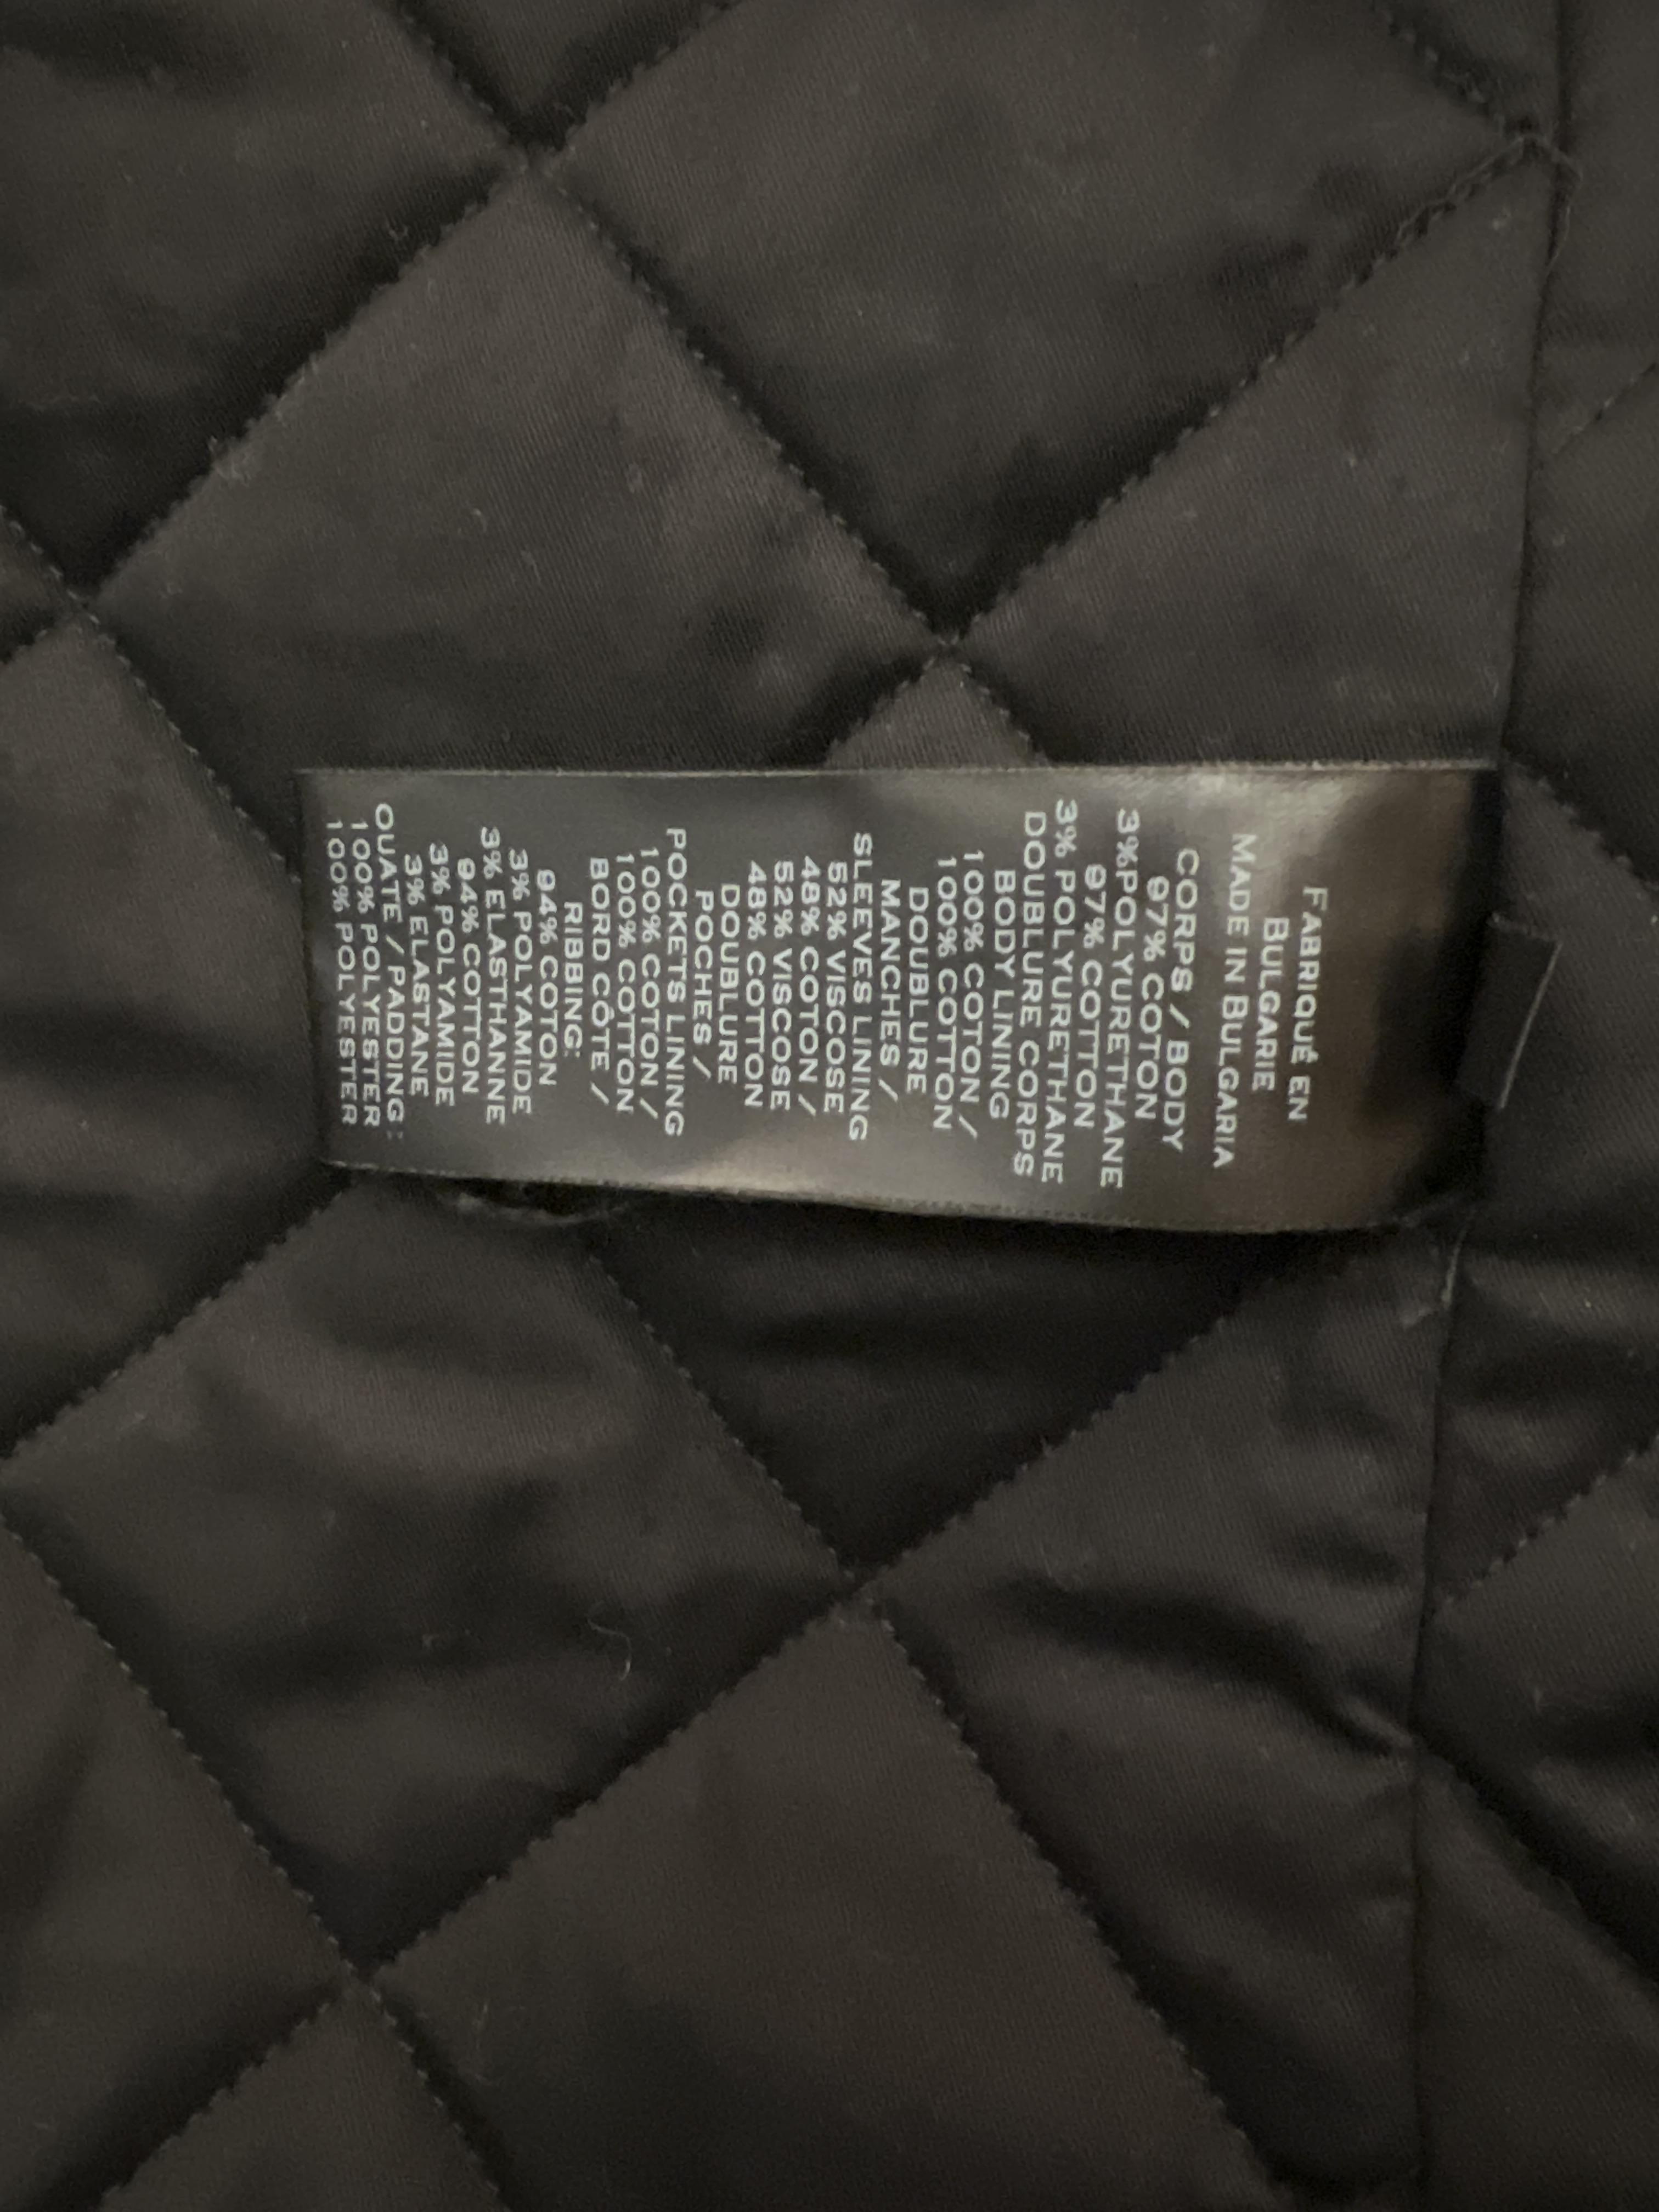 FABRIQUÉ EN
BULGARIE
MADE IN BULGARIA
CORPS / BODY
97% COTON
3%POLYURETHANE
97% COTTON
3% POLYURETHANE
DOUBLURE CORPS
BODY LINING
100% COTON /
100% COTTON
DOUBLURE
MANCHES /
SLEEVES LINING
52% VISCOSE
48% COTON /
52% VISCOSE
48% COTTON
DOUBLURE
POCHES /
POCKETS LINING
100% COTON /
100% COTTON
BORD CÔTE /
RIBBING:
94% COTON
3% POLYAMIDE
3% ELASTHANNE
94% COTTON
3% POLYAMIDE
3% ELASTANE
OUATE / PADDING:
100% POLYESTER
100% POLYESTER